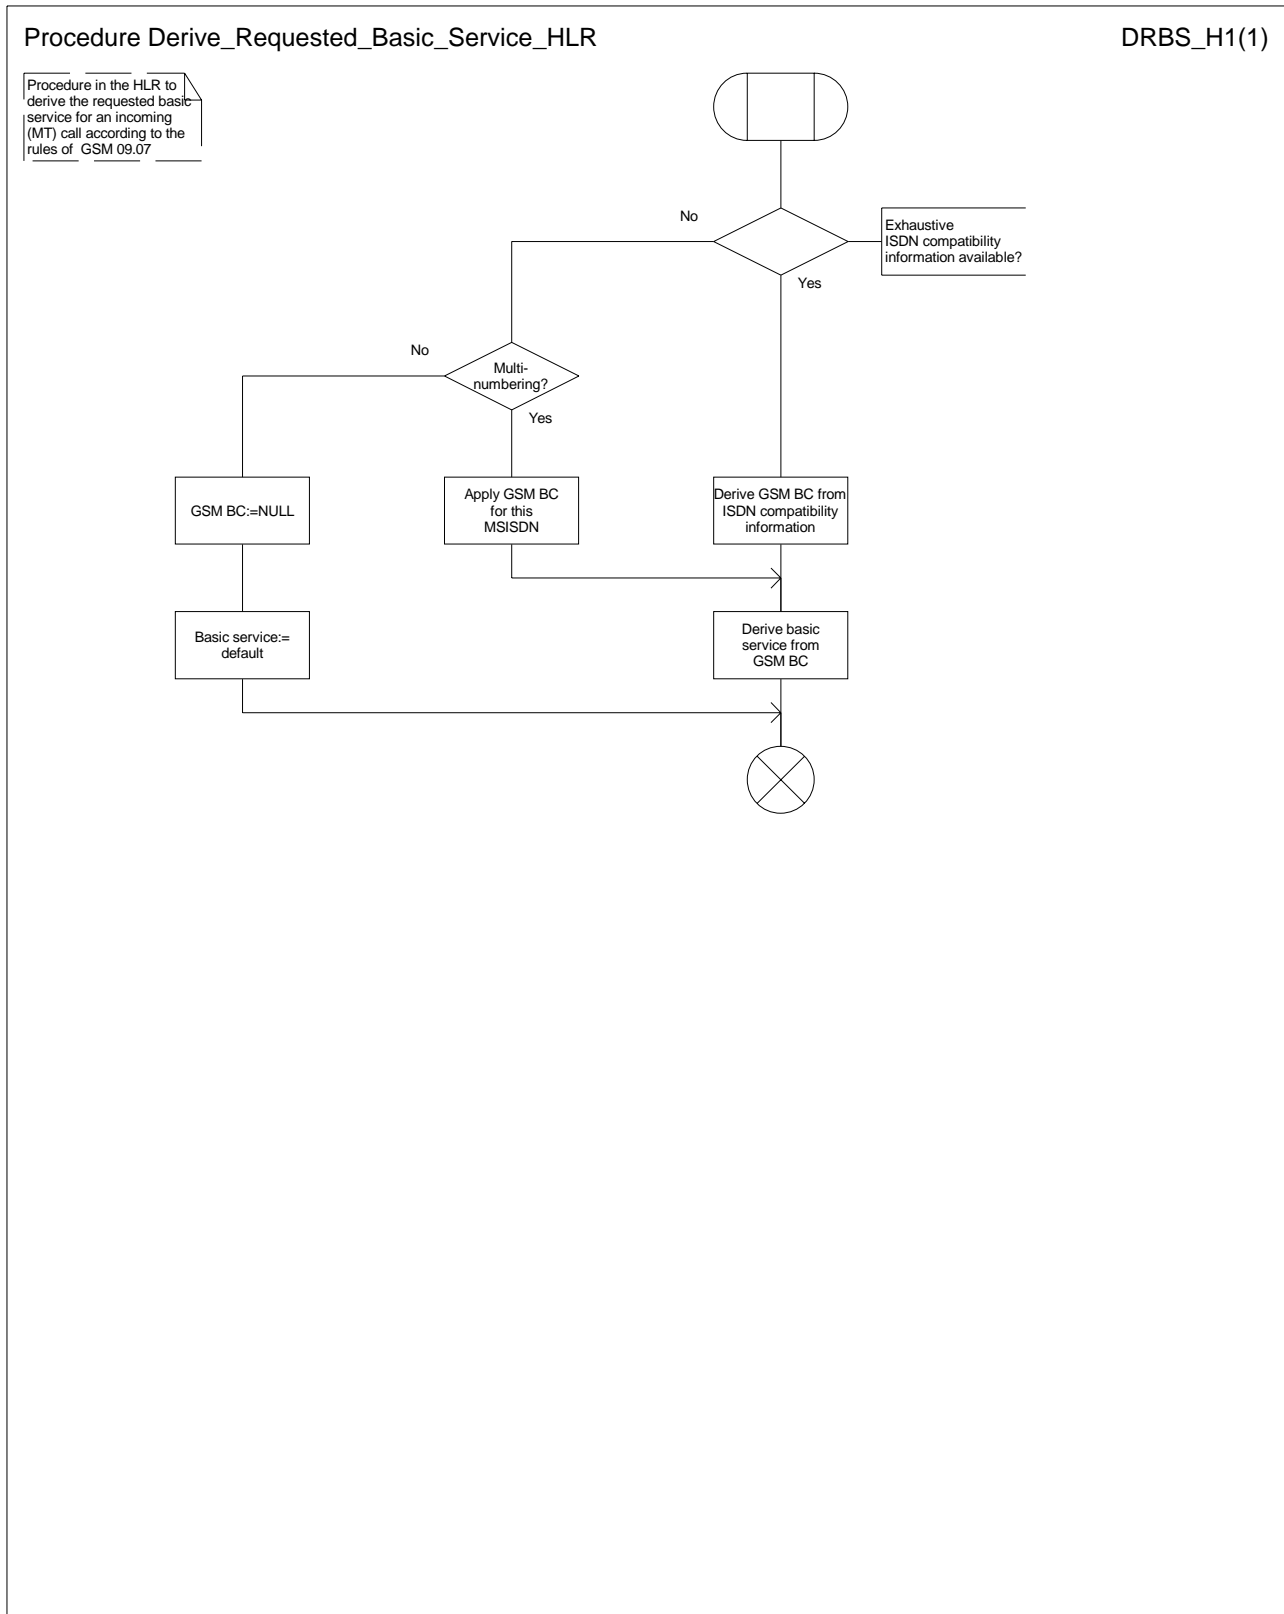 Procedure Derive_Requested_Basic_Service_HLR
DRBS_H1(1)
Procedure in the HLR to
derive the requested basic
service for an incoming
(MT) call according to the
rules of GSM 09.07
No
Exhaustive
ISDN compatibility
information available?
Yes
No
Multi-
numbering?
Yes
GSM BC:=NULL
Apply GSM BC
for this
MSISDN
Derive GSM BC from
ISDN compatibility
information
Basic service:=
default
Derive basic
service from
GSM BC